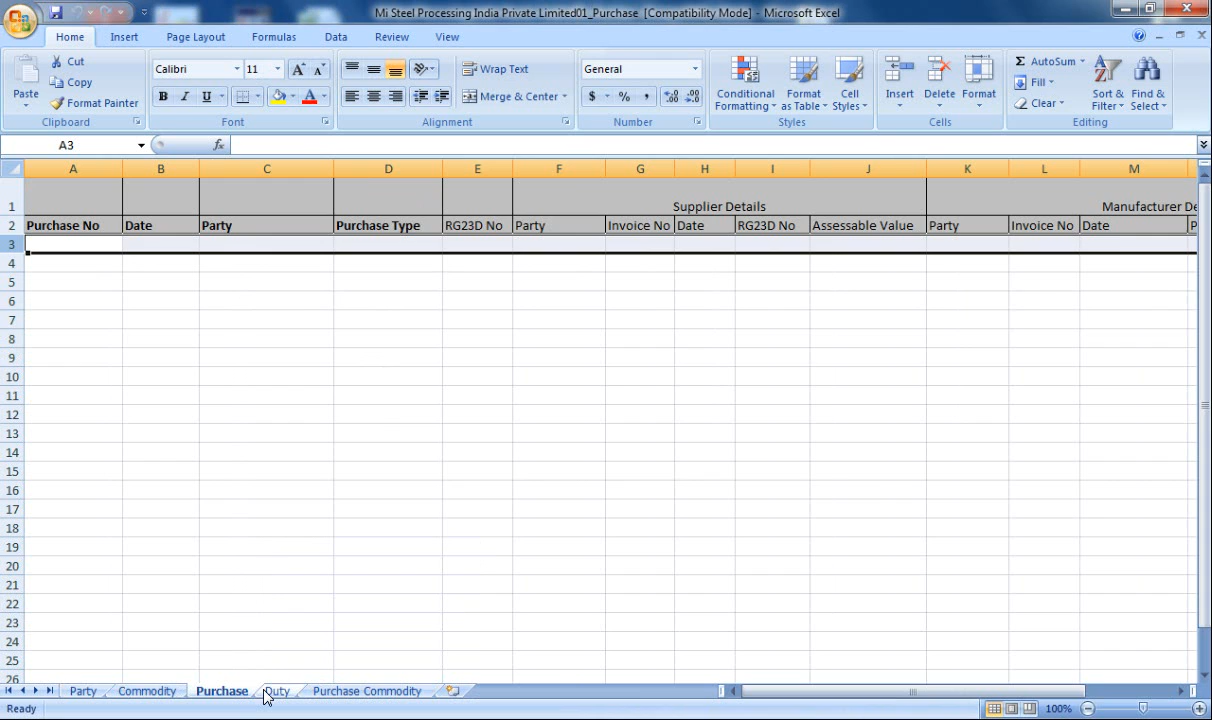 Mi Steel Processing India Private Limited01_Purchase [Compatibility Mode] - Microsoft Excel
Home Insert Page Layout Formulas Data Review View
Paste Cut Copy Format Painter
Calibri 11 A A B I U A
Wrap Text Merge & Center
General $ % ,
Conditional Formatting Format as Table Cell Styles
Insert Delete Format
Σ AutoSum Fill Clear Sort & Filter Find & Select
Clipboard Font Alignment Number Styles Cells Editing
A3 fx
A B C D E F G H I J K L M
1 Supplier Details Manufacturer De
2 Purchase No Date Party Purchase Type RG23D No Party Invoice No Date RG23D No Assessable Value Party Invoice No Date P
3
4
5
6
7
8
9
10
11
12
13
14
15
16
17
18
19
20
21
22
23
24
25
26
Party Commodity Purchase Duty Purchase Commodity
Ready 100%